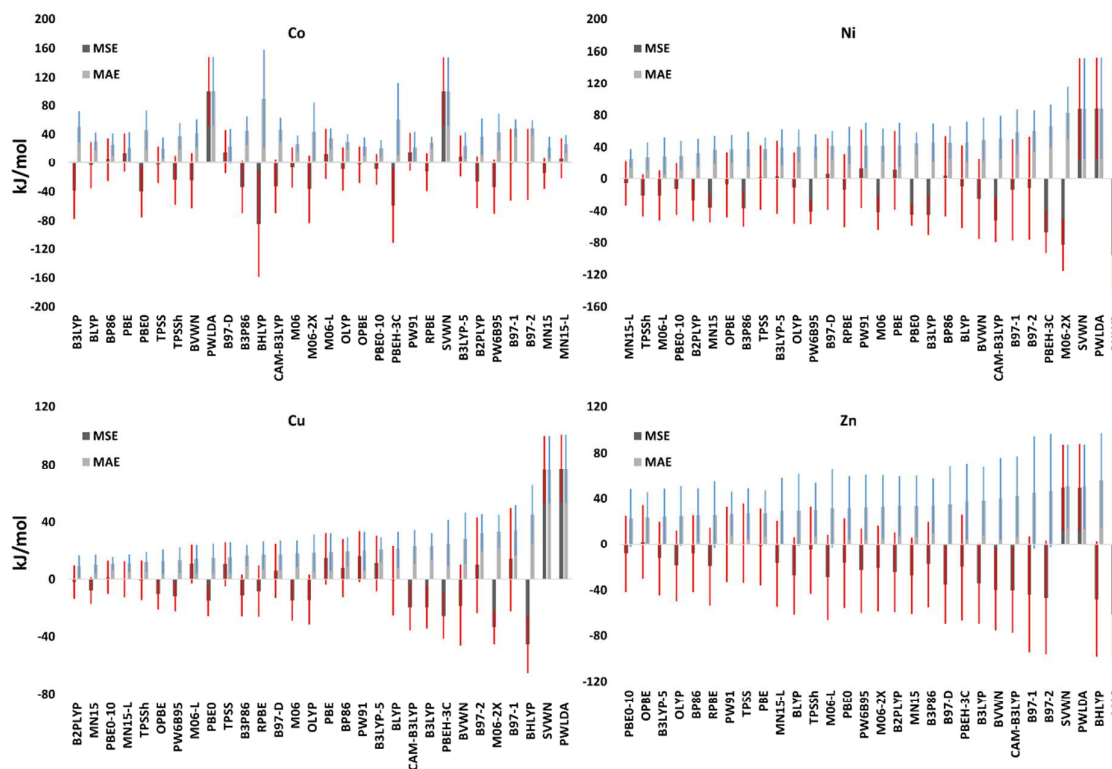 Co
MSE
MAE
kJ/mol
200
160
120
80
40
0
-40
-80
-120
-160
-200
B3LYP
BLYP
BP86
PBE
PBE0
TPSS
TPSSh
BVWN
PWLDA
B97-D
B3P86
BHLYP
CAM-B3LYP
M06
M06-2X
M06-L
OLYP
OPBE
PBE0-10
PBEH-3C
PW91
RPBE
SVWN
B3LYP-5
B2PLYP
PW6B95
B97-1
B97-2
MN15
MN15-L
Ni
MSE
MAE
200
160
120
80
40
0
-40
-80
-120
-160
MN15-L
TPSSh
M06-L
PBE0-10
B2PLYP
MN15
OPBE
B3P86
TPSS
B3LYP-5
OLYP
PW6B95
B97-D
RPBE
PW91
M06
PBE
PBE0
B3LYP
BP86
BLYP
BVWN
CAM-B3LYP
B97-1
B97-2
PBEH-3C
M06-2X
SVWN
PWLDA
Cu
MSE
MAE
kJ/mol
120
80
40
0
-40
-80
B2PLYP
MN15
PBE0-10
MN15-L
TPSSh
OPBE
PW6B95
M06-L
PBE0
TPSS
B3P86
RPBE
B97-D
M06
OLYP
PBE
BP86
PW91
B3LYP-5
BLYP
CAM-B3LYP
B3LYP
PBEH-3C
BVWN
B97-2
M06-2X
B97-1
BHLYP
SVWN
PWLDA
Zn
MSE
MAE
120
80
40
0
-40
-80
-120
PBE0-10
OPBE
B3LYP-5
OLYP
BP86
RPBE
PW91
TPSS
PBE
MN15-L
BLYP
TPSSh
M06-L
PBE0
PW6B95
M06-2X
B2PLYP
MN15
B3P86
B97-D
PBEH-3C
B3LYP
BVWN
CAM-B3LYP
B97-1
B97-2
SVWN
PWLDA
BHLYP